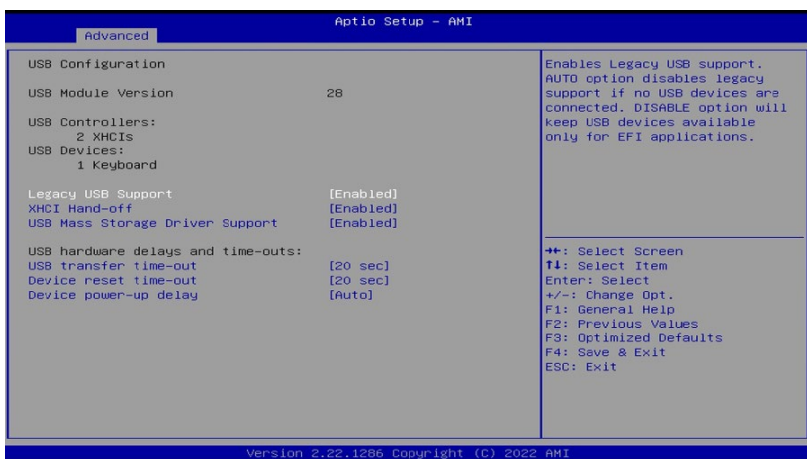 Aptio Setup - AMI
Advanced
USB Configuration
USB Module Version 28
USB Controllers:
2 XHCIs
USB Devices:
1 Keyboard
Legacy USB Support [Enabled]
XHCI Hand-off [Enabled]
USB Mass Storage Driver Support [Enabled]
USB hardware delays and time-outs:
USB transfer time-out [20 sec]
Device reset time-out [20 sec]
Device power-up delay [Auto]
Enables Legacy USB support.
AUTO option disables legacy
support if no USB devices are
connected. DISABLE option will
keep USB devices available
only for EFI applications.
→←: Select Screen
↑↓: Select Item
Enter: Select
+/-: Change Opt.
F1: General Help
F2: Previous Values
F3: Optimized Defaults
F4: Save & Exit
ESC: Exit
Version 2.22.1286 Copyright (C) 2022 AMI